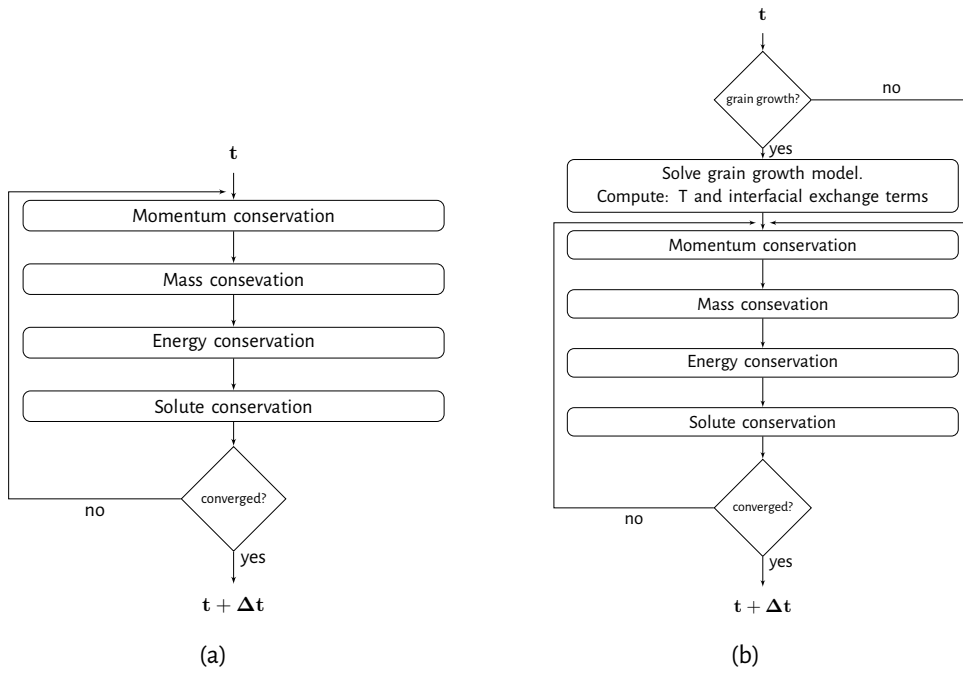 t
Momentum conservation
Mass consevation
Energy conservation
Solute conservation
converged?
no
yes
t + Δt
(a)
t
grain growth?
no
yes
Solve grain growth model.
Compute: T and interfacial exchange terms
Momentum conservation
Mass consevation
Energy conservation
Solute conservation
converged?
no
yes
t + Δt
(b)